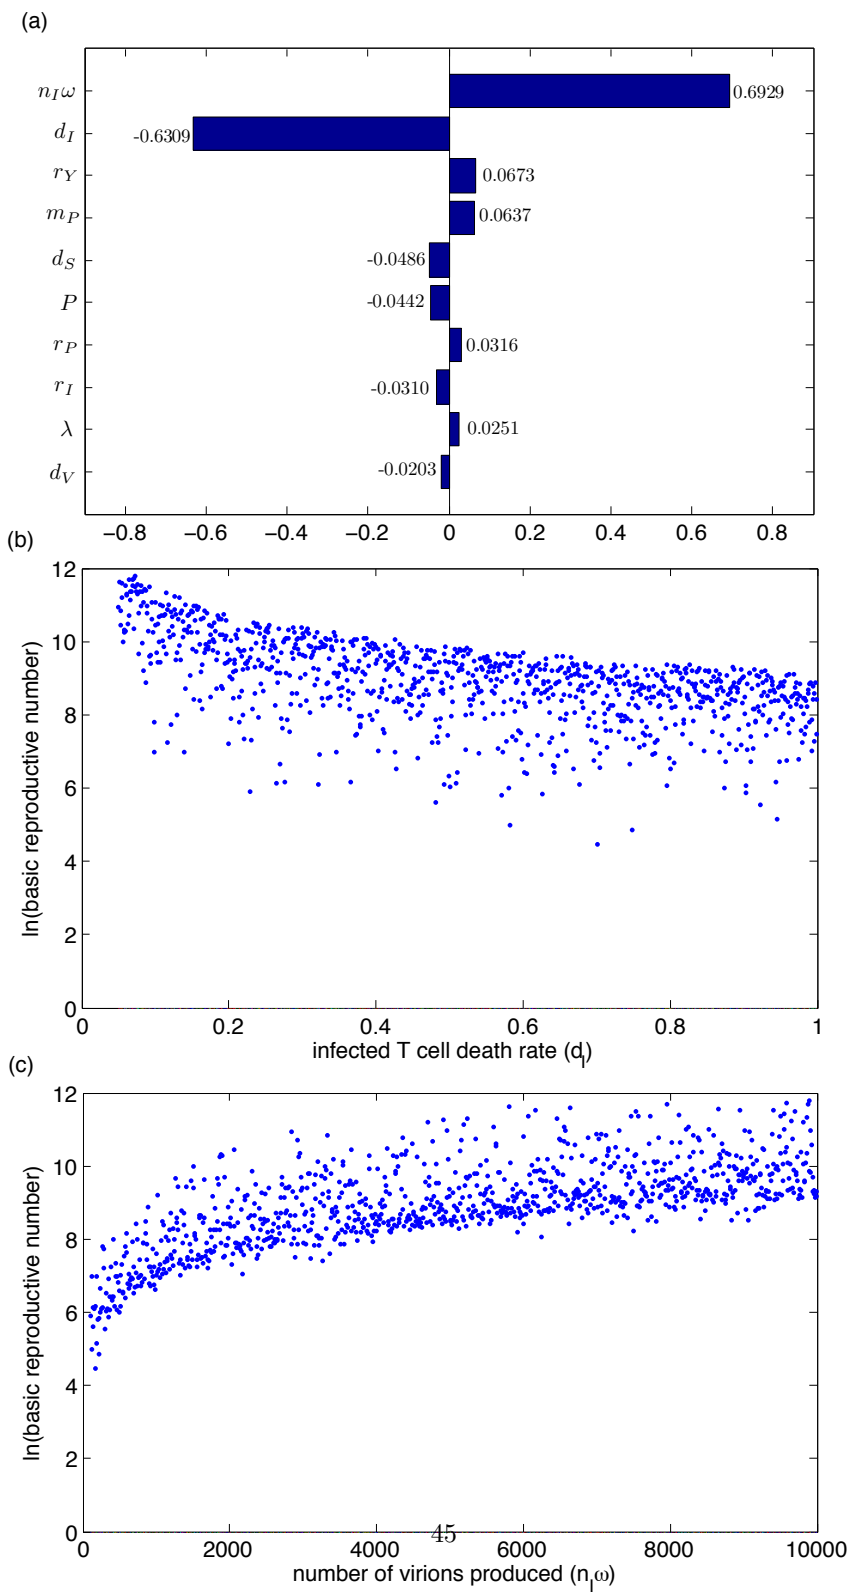 (a)
n_I ω 0.6929
d_I -0.6309
r_Y 0.0673
m_P 0.0637
d_S -0.0486
P -0.0442
r_P 0.0316
r_I -0.0310
λ 0.0251
d_V -0.0203
−0.8 −0.6 −0.4 −0.2 0 0.2 0.4 0.6 0.8
(b)
12
10
8
6
4
2
0
ln(basic reproductive number)
0 0.2 0.4 0.6 0.8 1
infected T cell death rate (d_I)
(c)
12
10
8
6
4
2
0
ln(basic reproductive number)
0 2000 4000 6000 8000 10000
45
number of virions produced (n_I ω)